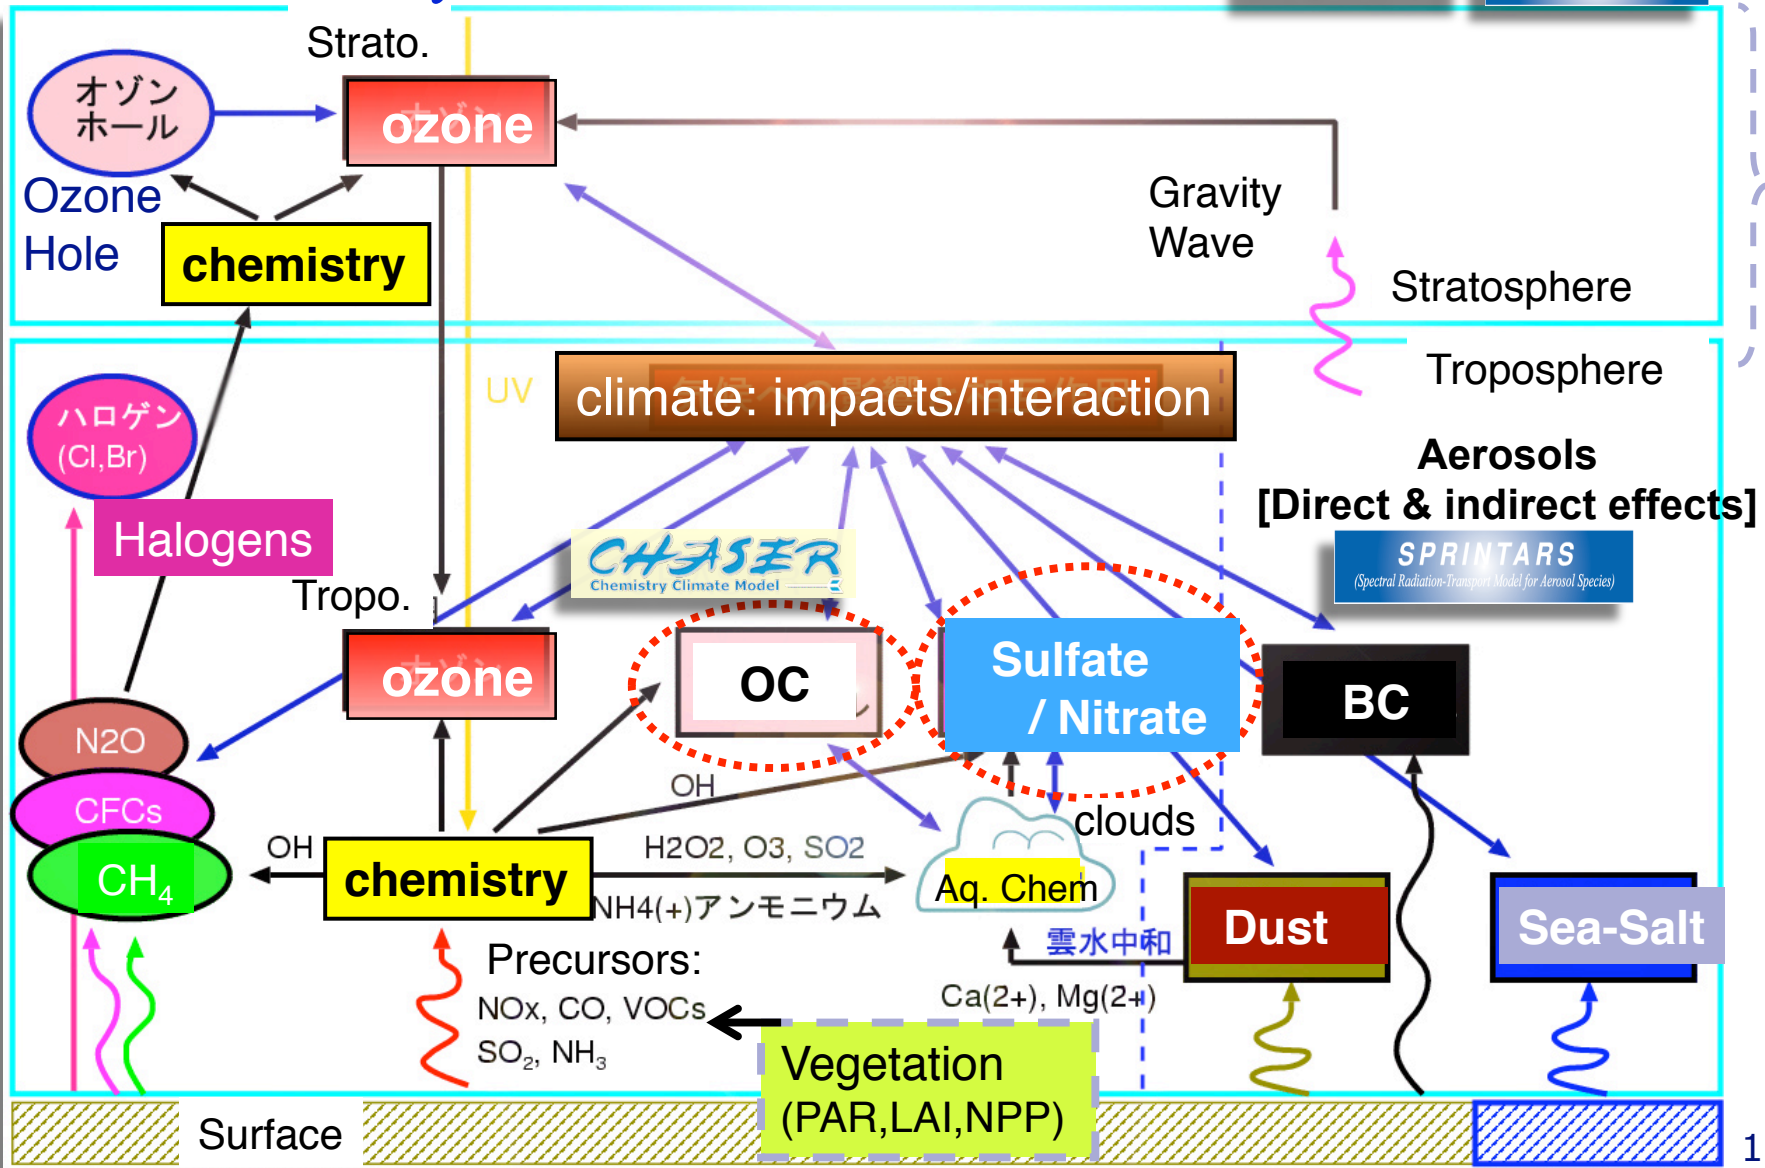 Strato.
オゾン
ホール
ozone
Ozone
Hole
chemistry
Gravity
Wave
Stratosphere
Troposphere
UV
climate: impacts/interaction
ハロゲン
(Cl,Br)
Halogens
Aerosols
[Direct & indirect effects]
CHASER
Chemistry Climate Model
SPRINTARS
(Spectral Radiation-Transport Model for Aerosol Species)
Tropo.
ozone
OC
Sulfate
/ Nitrate
BC
N2O
CFCs
CH₄
OH
OH
chemistry
H2O2, O3, SO2
NH4(+)アンモニウム
clouds
Aq. Chem
雲水中和
Ca(2+), Mg(2+)
Dust
Sea-Salt
Precursors:
NOx, CO, VOCs
SO₂, NH₃
Vegetation
(PAR,LAI,NPP)
Surface
1